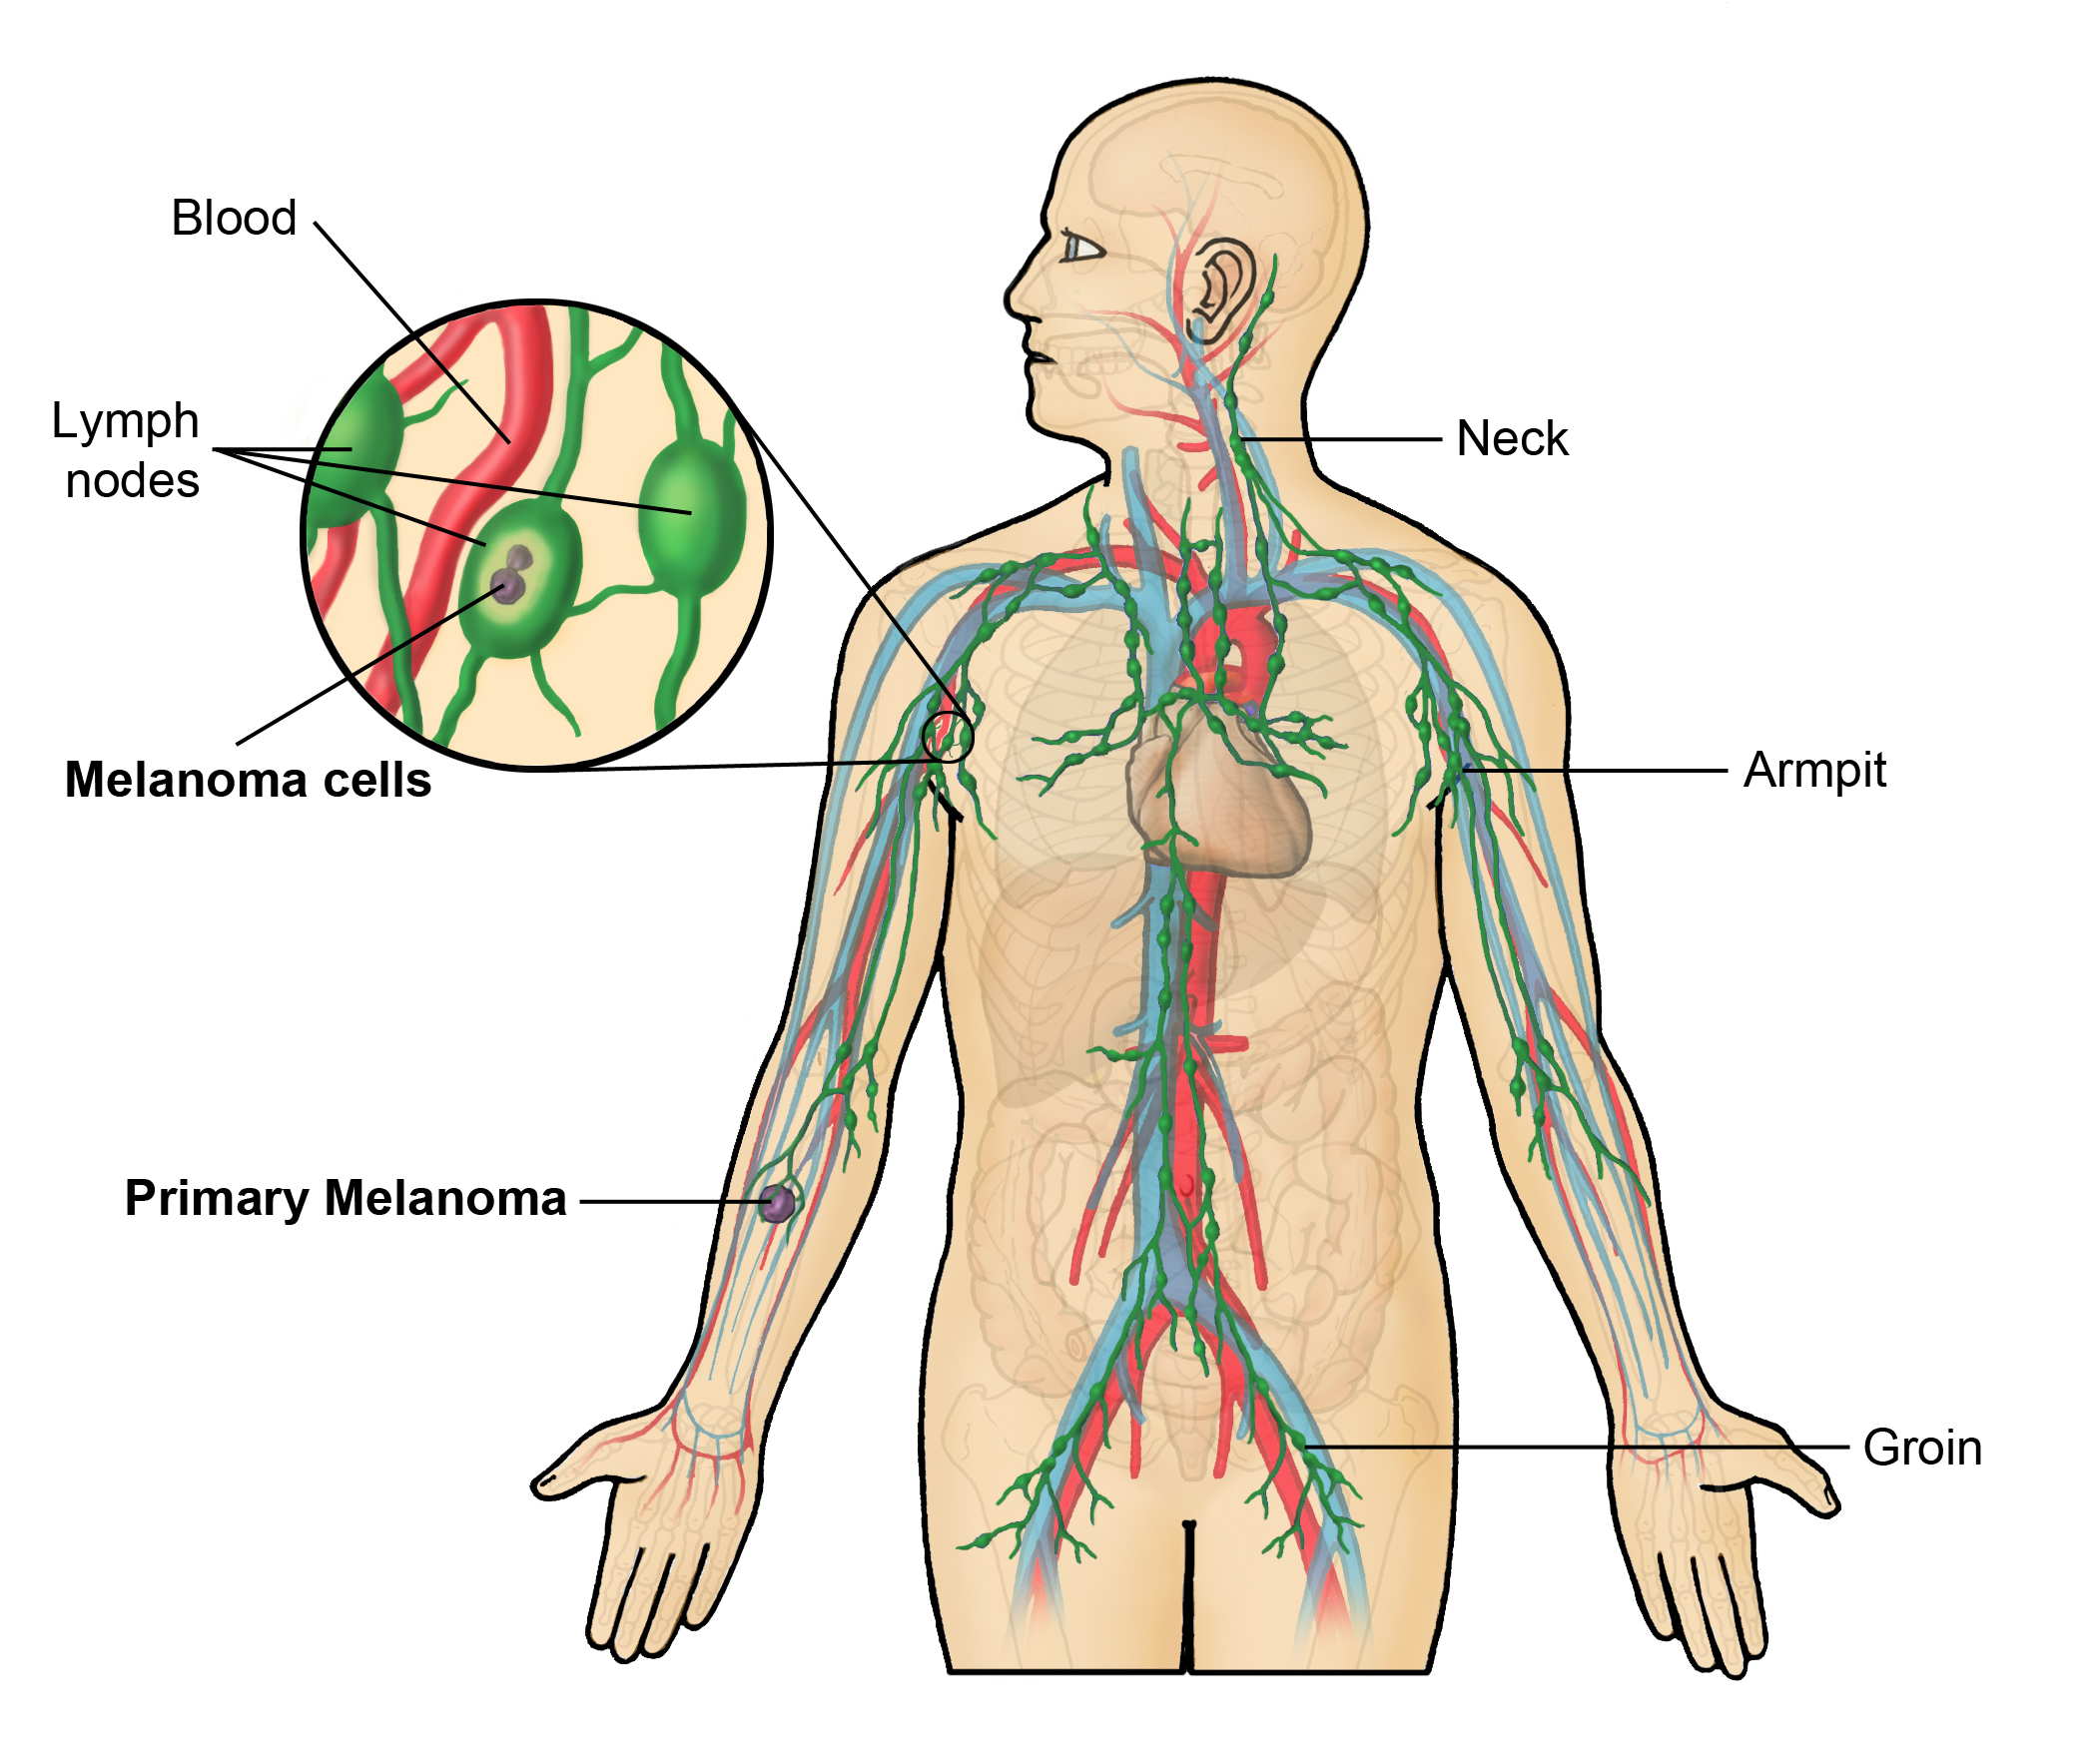 Blood
Lymph
nodes
Neck
Melanoma cells
Armpit
Primary Melanoma
Groin